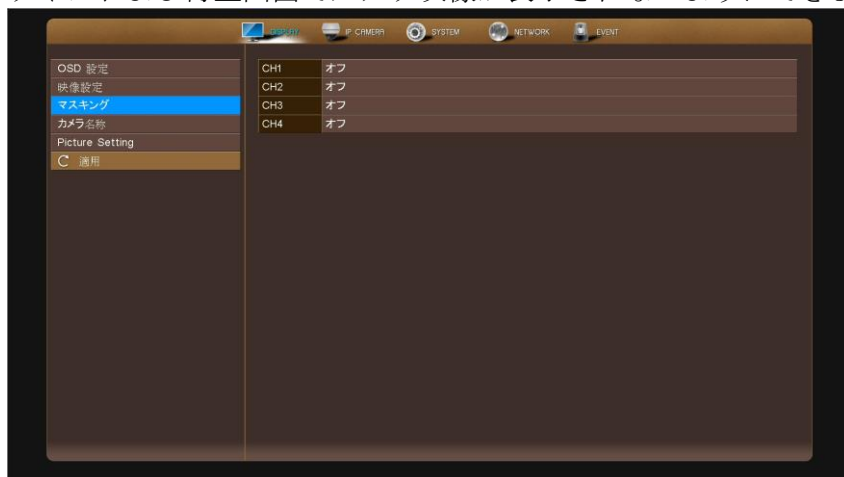 DISPLAY IP CAMERA SYSTEM NETWORK EVENT
OSD 設定
映像設定
マスキング
カメラ名称
Picture Setting
適用
CH1 オフ
CH2 オフ
CH3 オフ
CH4 オフ